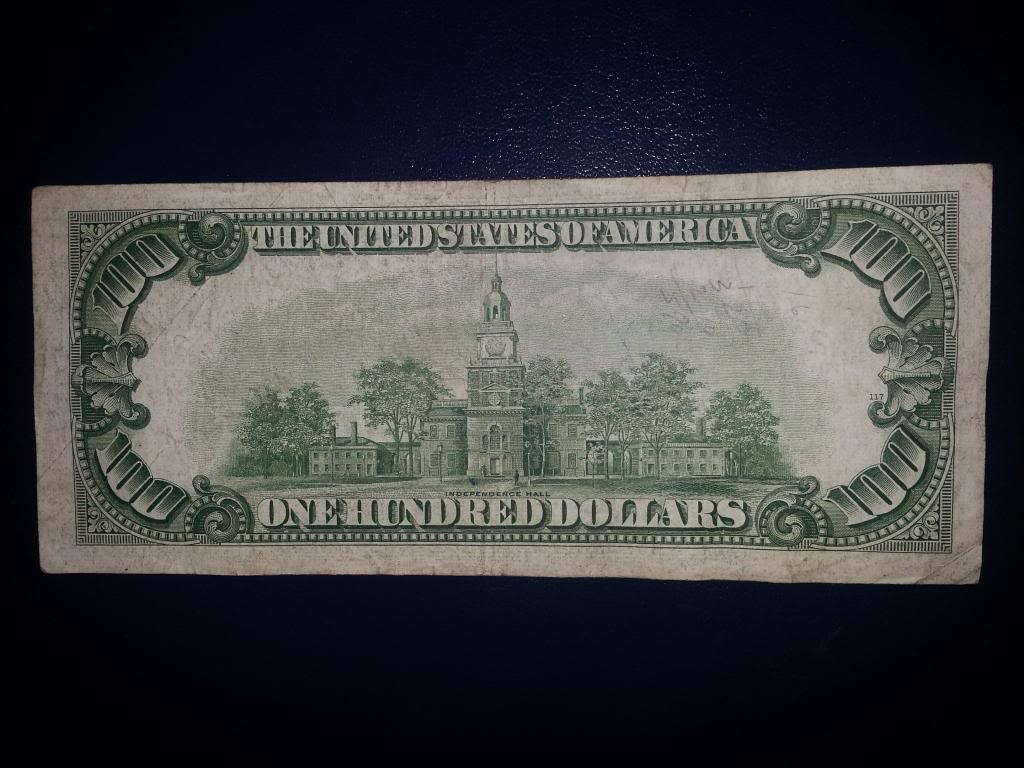 100 THE UNITED STATES OF AMERICA 100
117
INDEPENDENCE HALL
100 ONE HUNDRED DOLLARS 100